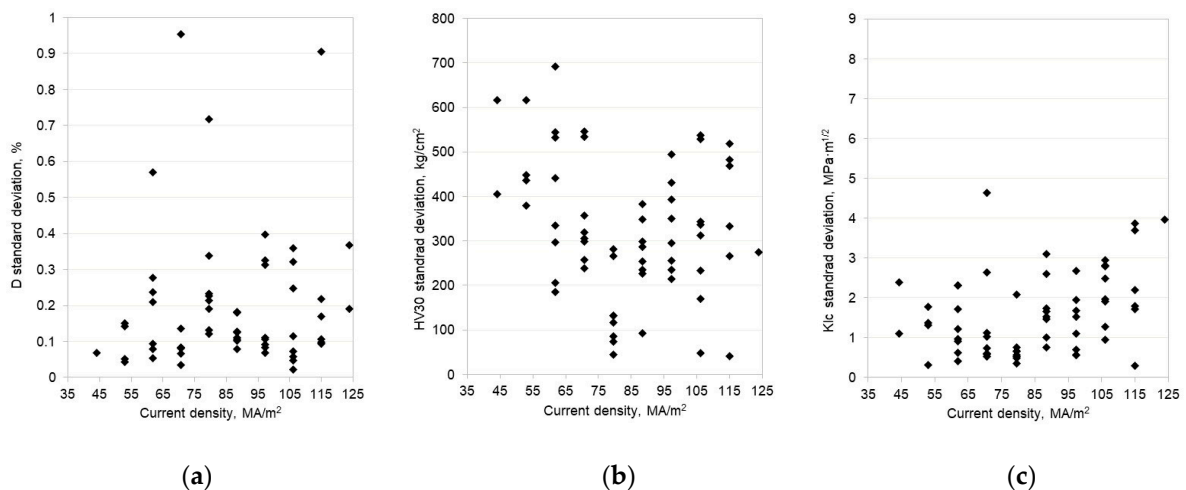 1
0.9
0.8
0.7
0.6
0.5
0.4
0.3
0.2
0.1
0
D standard deviation, %
35 45 55 65 75 85 95 105 115 125
Current density, MA/m²
(a)
800
700
600
500
400
300
200
100
0
HV30 standrad deviation, kg/cm²
35 45 55 65 75 85 95 105 115 125
Current density, MA/m²
(b)
9
8
7
6
5
4
3
2
1
0
KIc standrad deviation, MPa·m¹/²
35 45 55 65 75 85 95 105 115 125
Current density, MA/m²
(c)